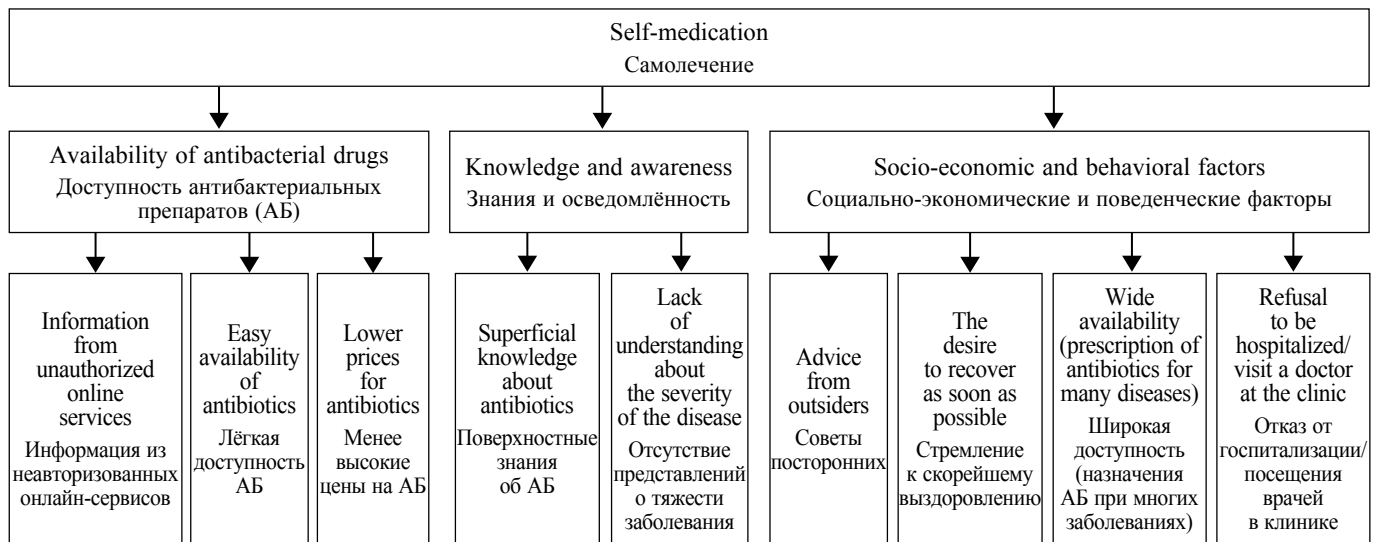 Self-medication
Самолечение
Availability of antibacterial drugs
Доступность антибактериальных
препаратов (АБ)
Knowledge and awareness
Знания и осведомлённость
Socio-economic and behavioral factors
Социально-экономические и поведенческие факторы
Information
from
unauthorized
online
services
Информация из
неавторизованных
онлайн-сервисов
Easy
availability
of
antibiotics
Лёгкая
доступность
АБ
Lower
prices
for
antibiotics
Менее
высокие
цены на АБ
Superficial
knowledge
about
antibiotics
Поверхностные
знания
об АБ
Lack
of
understanding
about
the severity
of the disease
Отсутствие
представлений
о тяжести
заболевания
Advice
from
outsiders
Советы
посторонних
The
desire
to recover
as soon as
possible
Стремление
к скорейшему
выздоровлению
Wide
availability
(prescription of
antibiotics for
many diseases)
Широкая
доступность
(назначения
АБ при многих
заболеваниях)
Refusal
to be
hospitalized/
visit a doctor
at the clinic
Отказ от
госпитализации/
посещения
врачей
в клинике